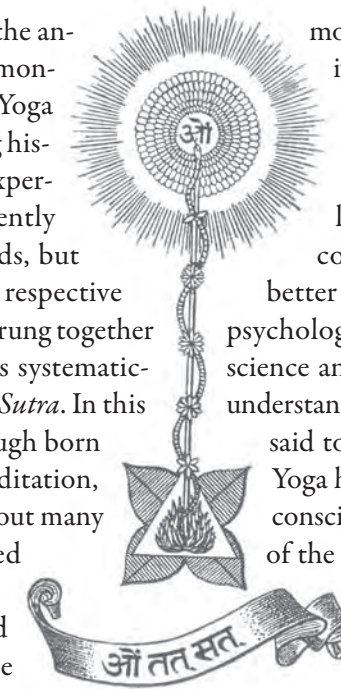 the an-
mon-
Yoga
g his-
xper-
ently
ds, but
respective
rung together
s systematic-
Sutra. In this
ugh born
ditation,
out many
ed
d
e
ओं
ओं तत् सत्
mo
i
l
co
better
psycholog
science an
understan
said to
Yoga h
consci
of the